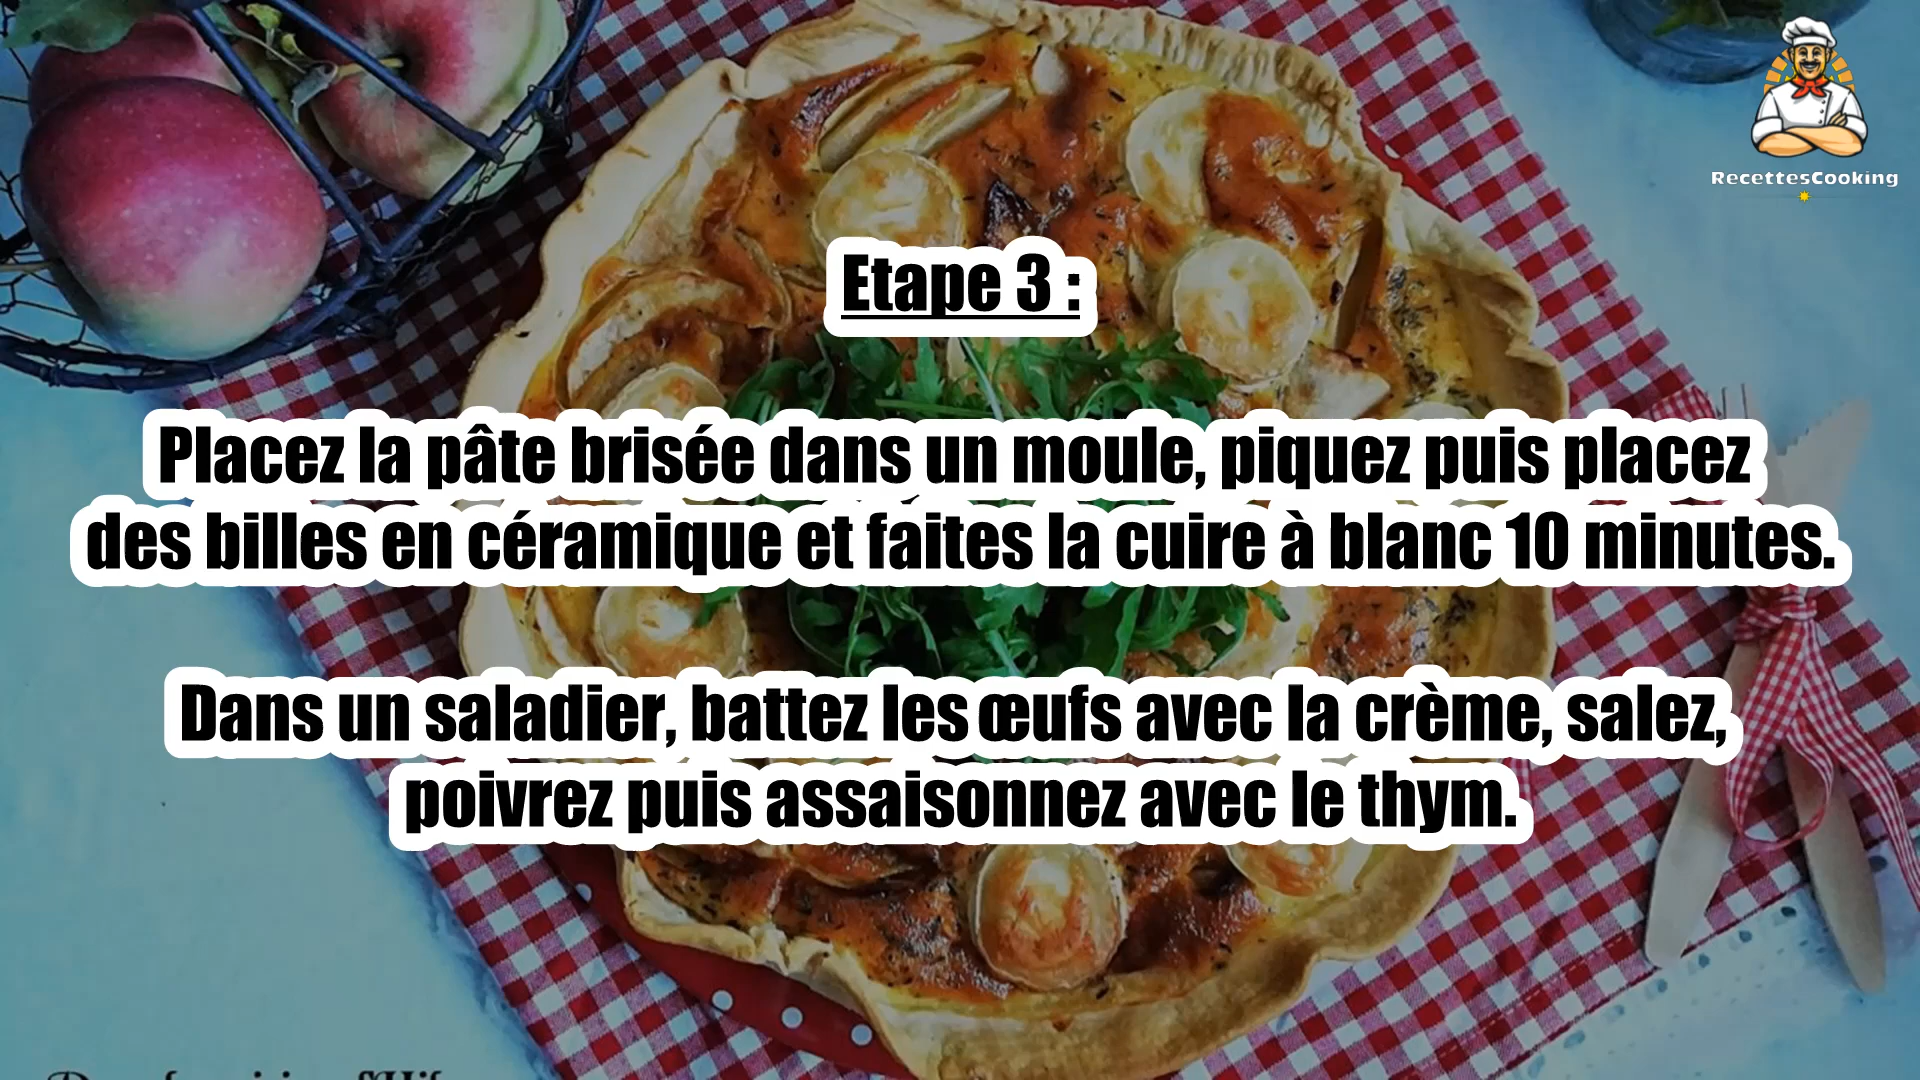 RecettesCooking
Etape 3 :
Placez la pâte brisée dans un moule, piquez puis placez
des billes en céramique et faites la cuire à blanc 10 minutes.
Dans un saladier, battez les œufs avec la crème, salez,
poivrez puis assaisonnez avec le thym.